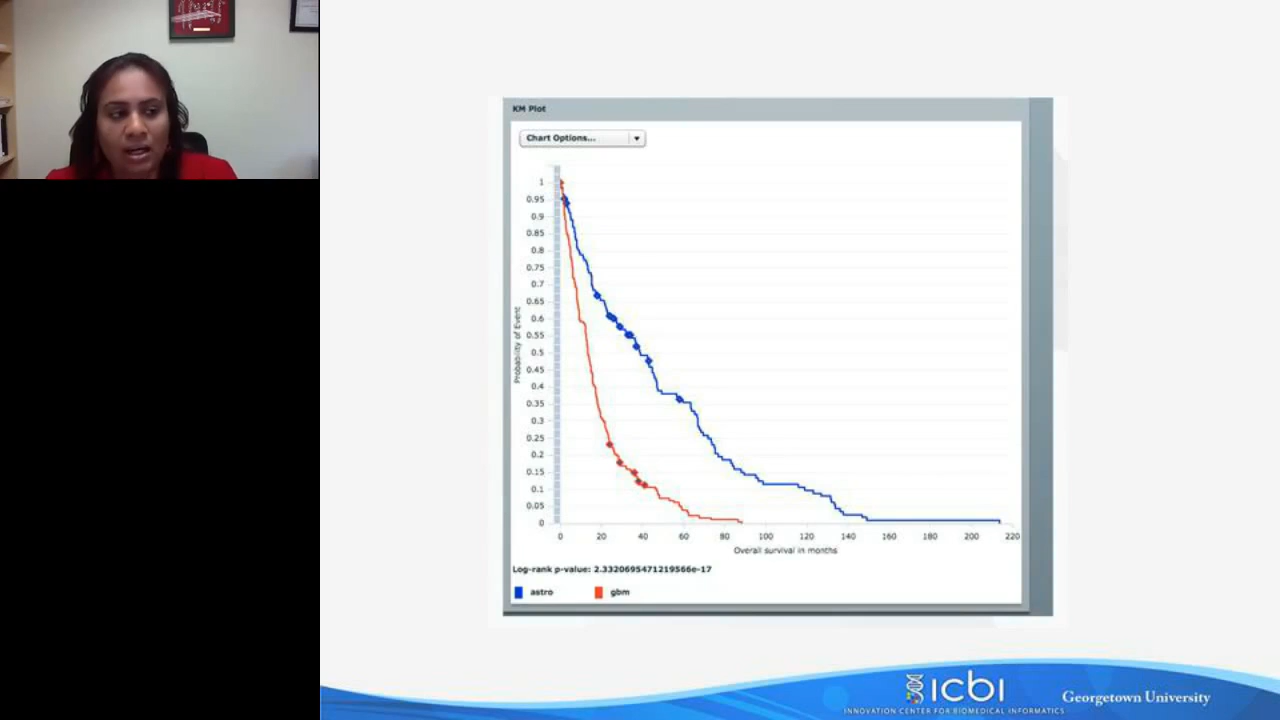 KM Plot
Chart Options...
1
0.95
0.9
0.85
0.8
0.75
0.7
0.65
0.6
0.55
0.5
0.45
0.4
0.35
0.3
0.25
0.2
0.15
0.1
0.05
0
Probability of Event
0 20 40 60 80 100 120 140 160 180 200 220
Overall survival in months
Log-rank p-value: 2.3320695471219566e-17
astro gbm
icbi
INNOVATION CENTER FOR BIOMEDICAL INFORMATICS
Georgetown University